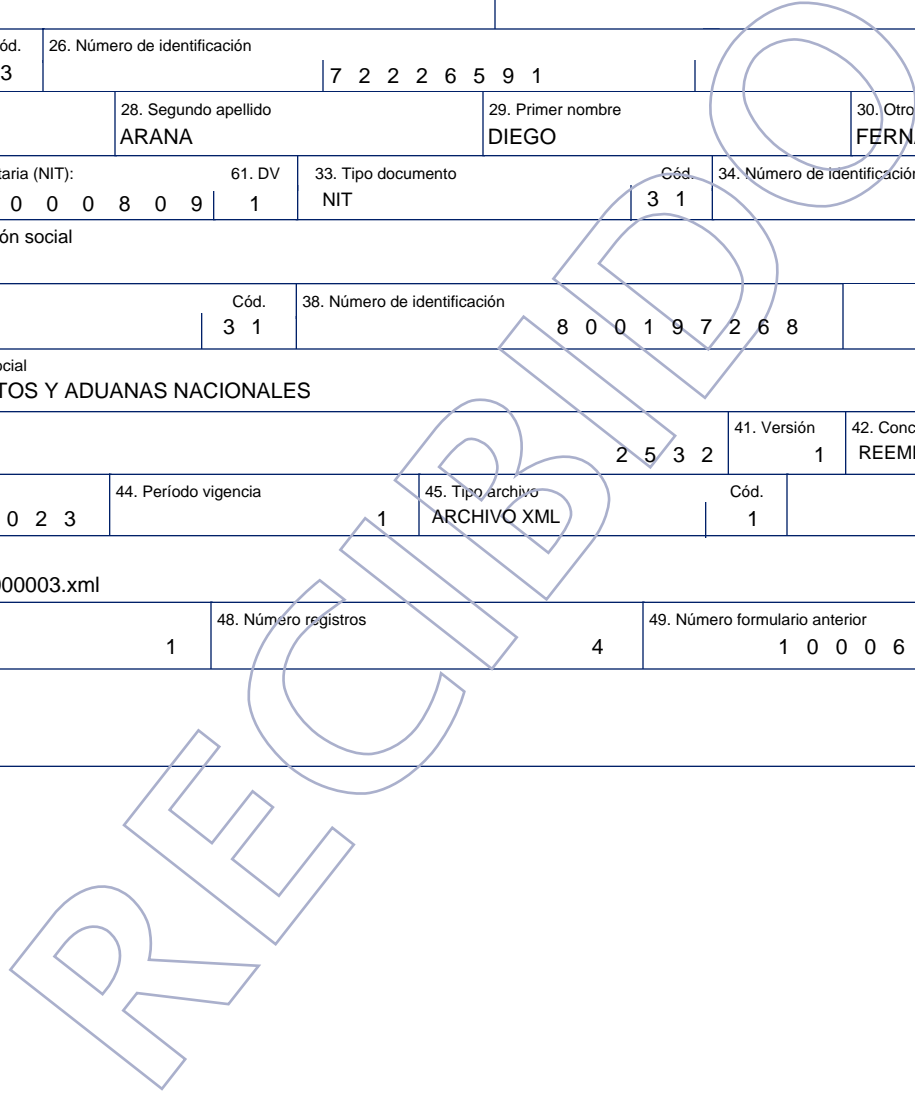 ód. 26. Número de identificación
3 7 2 2 2 6 5 9 1
28. Segundo apellido 29. Primer nombre 30. Otro
ARANA DIEGO FERNA
taria (NIT): 61. DV 33. Tipo documento Cód. 34. Número de identificación
0 0 0 8 0 9 1 NIT 3 1
ón social
Cód. 38. Número de identificación
3 1 8 0 0 1 9 7 2 6 8
ocial
TOS Y ADUANAS NACIONALES
41. Versión 42. Conc
2 5 3 2 1 REEM
44. Período vigencia 45. Tipo archivo Cód.
0 2 3 1 ARCHIVO XML 1
000003.xml
48. Número registros 49. Número formulario anterior
1 4 1 0 0 0 6
RECIBIDO